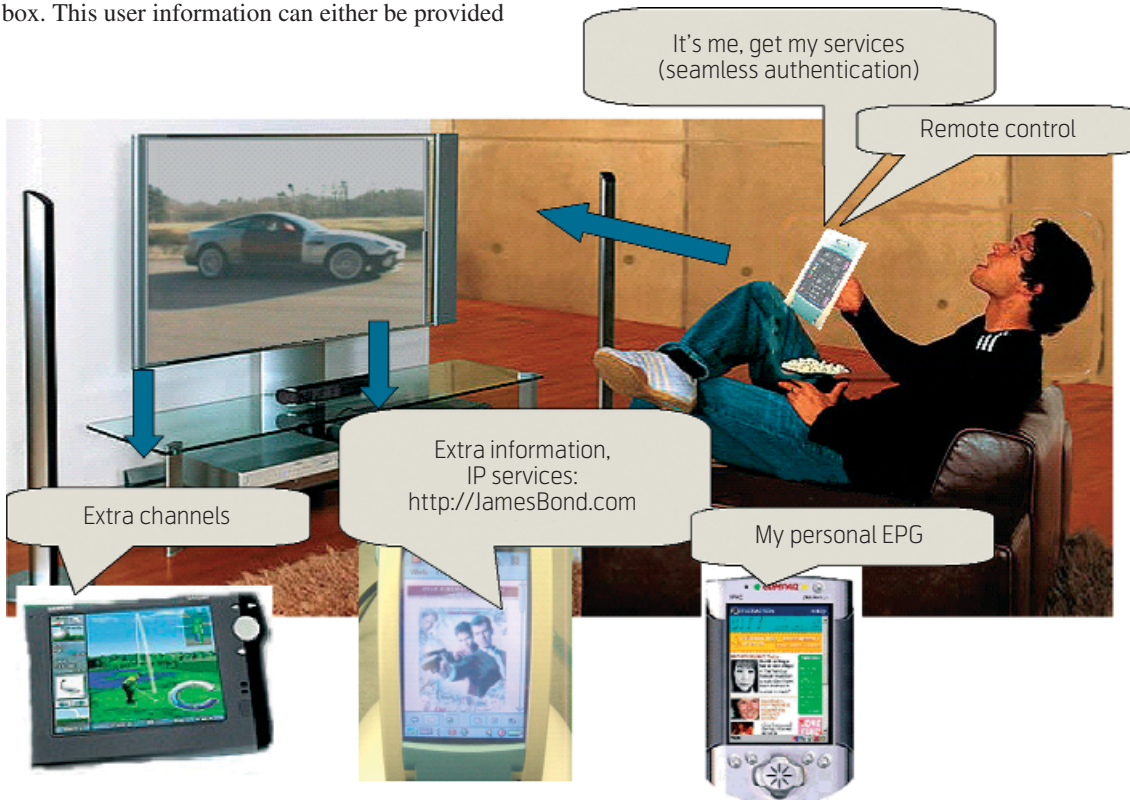 box. This user information can either be provided
It’s me, get my services
(seamless authentication)
Remote control
Extra information,
IP services:
http://JamesBond.com
Extra channels
My personal EPG